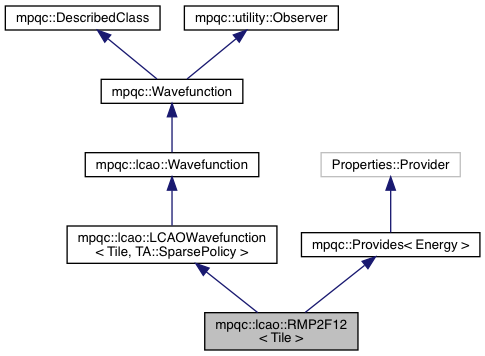 mpqc::DescribedClass
mpqc::utility::Observer
mpqc::Wavefunction
mpqc::lcao::Wavefunction
Properties::Provider
mpqc::lcao::LCAOWavefunction
< Tile, TA::SparsePolicy >
mpqc::Provides< Energy >
mpqc::lcao::RMP2F12
< Tile >